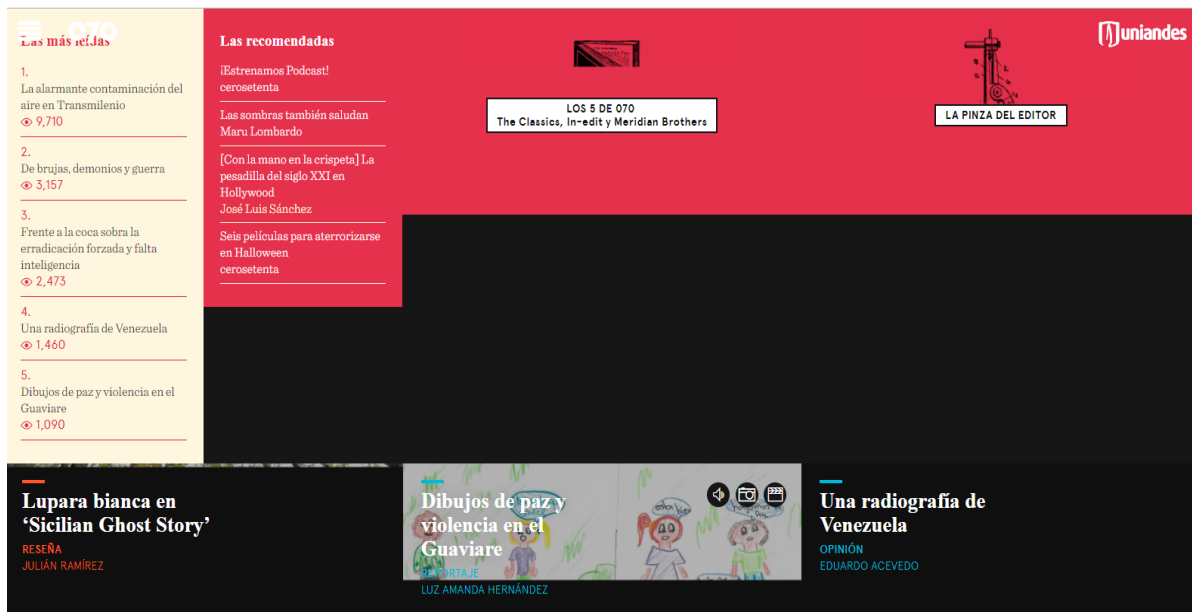 070
Las más leídas
1.
La alarmante contaminación del
aire en Transmilenio
9,710
2.
De brujas, demonios y guerra
3,157
3.
Frente a la coca sobra la
erradicación forzada y falta
inteligencia
2,473
4.
Una radiografía de Venezuela
1,460
5.
Dibujos de paz y violencia en el
Guaviare
1,090
Las recomendadas
¡Estrenamos Podcast!
cerosetenta
Las sombras también saludan
Maru Lombardo
[Con la mano en la crispeta] La
pesadilla del siglo XXI en
Hollywood
José Luis Sánchez
Seis películas para aterrorizarse
en Halloween
cerosetenta
LOS 5 DE 070
The Classics, In-edit y Meridian Brothers
LA PINZA DEL EDITOR
uniandes
Lupara bianca en
‘Sicilian Ghost Story’
RESEÑA
JULIÁN RAMÍREZ
Dibujos de paz y
violencia en el
Guaviare
REPORTAJE
LUZ AMANDA HERNÁNDEZ
Una radiografía de
Venezuela
OPINIÓN
EDUARDO ACEVEDO